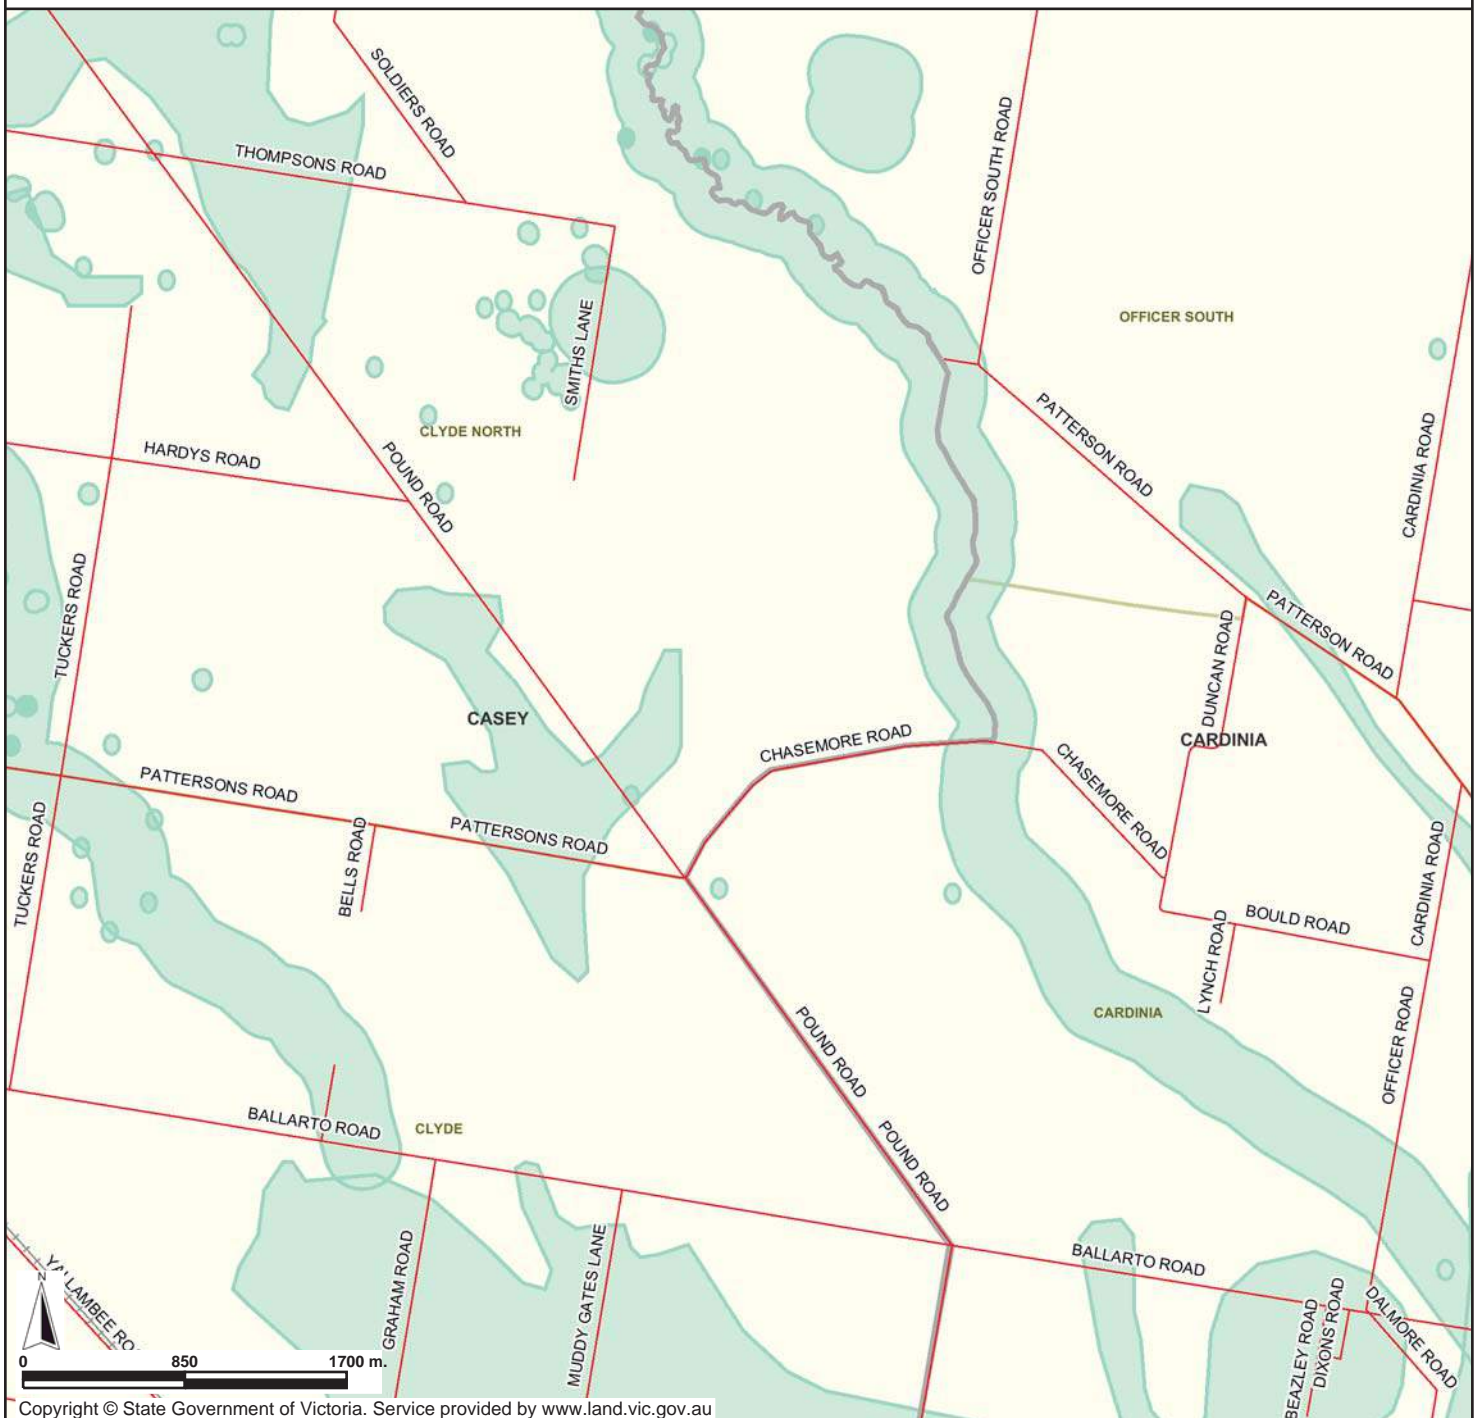 SOLDIERS ROAD
THOMPSONS ROAD
OFFICER SOUTH ROAD
OFFICER SOUTH
SMITHS LANE
CLYDE NORTH
PATTERSON ROAD
CARDINIA ROAD
HARDYS ROAD
POUND ROAD
TUCKERS ROAD
PATTERSON ROAD
DUNCAN ROAD
CASEY
CHASEMORE ROAD
CARDINIA
CHASEMORE ROAD
PATTERSONS ROAD
PATTERSONS ROAD
BELLS ROAD
TUCKERS ROAD
CARDINIA ROAD
BOULD ROAD
LYNCH ROAD
CARDINIA
POUND ROAD
OFFICER ROAD
BALLARTO ROAD
CLYDE
POUND ROAD
GRAHAM ROAD
MUDDY GATES LANE
BALLARTO ROAD
YALLAMBEE RO
N
DALMORE ROAD
BEAZLEY ROAD
DIXONS ROAD
0 850 1700 m.
Copyright © State Government of Victoria. Service provided by www.land.vic.gov.au